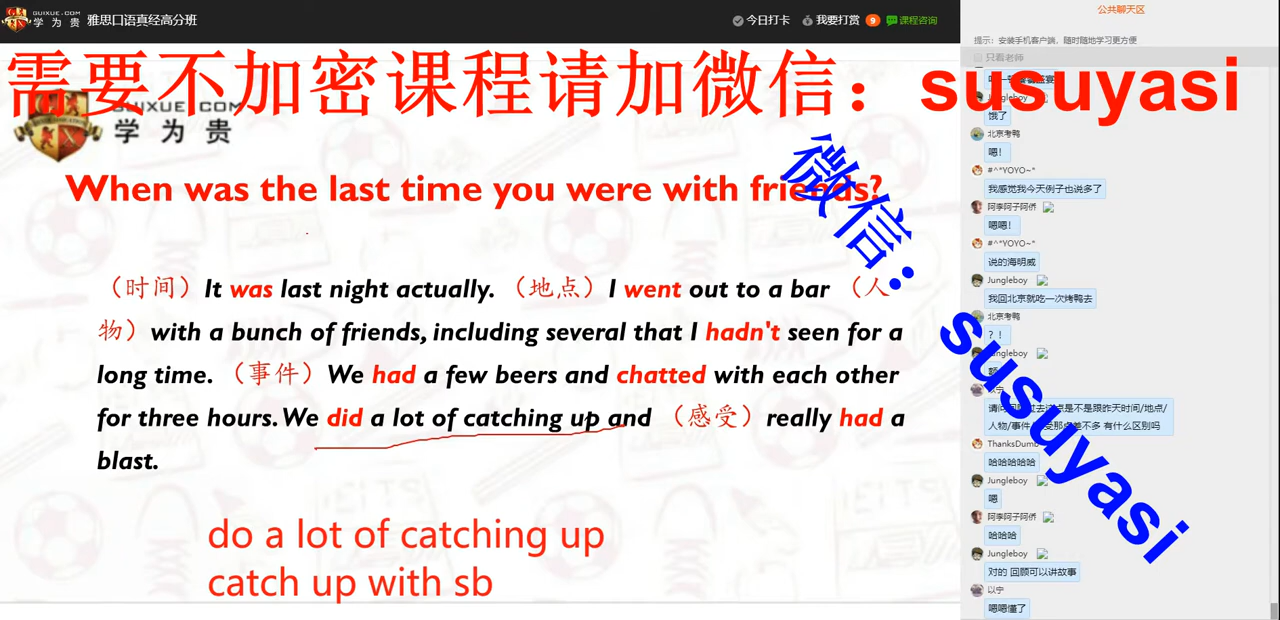 GUIXUE.COM
学为贵
雅思口语真经高分班
今日打卡
我要打赏
9
课程咨询
公共聊天区
提示：安装手机客户端，随时随地学习更方便
只看老师
需要不加密课程请加微信：susuyasi
GUIXUE.COM
学为贵
When was the last time you were with friends?
（时间）It was last night actually. （地点）I went out to a bar （人
物）with a bunch of friends, including several that I hadn't seen for a
long time. （事件）We had a few beers and chatted with each other
for three hours. We did a lot of catching up and （感受）really had a
blast.
do a lot of catching up
catch up with sb
微信：
susuyasi
Jungleboy
饿了
北京考鸭
嗯！
#^*YOYO~*
我感觉我今天例子也说多了
阿李阿子阿侨
嗯嗯！
#^*YOYO~*
说的海明威
Jungleboy
我回北京就吃一次烤鸭去
北京考鸭
？！
Jungleboy
以宁
人物/事件
ThanksDumb
哈哈哈哈哈
Jungleboy
嗯
阿李阿子阿侨
哈哈哈
Jungleboy
对的 回顾可以讲故事
以宁
嗯嗯懂了